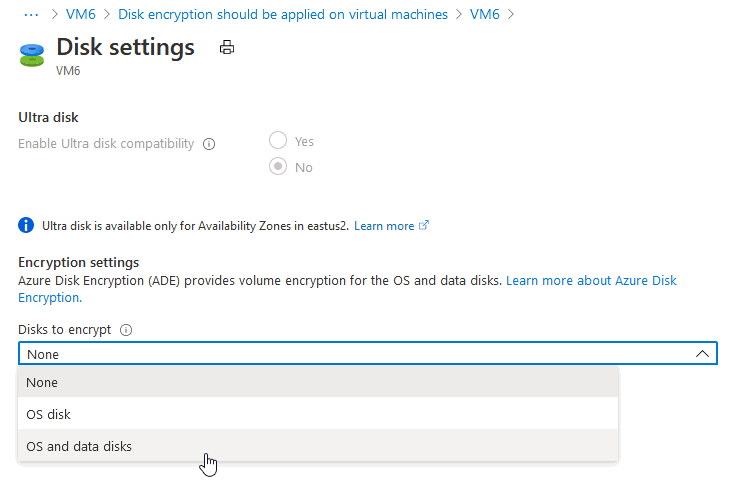 ··· > VM6 > Disk encryption should be applied on virtual machines > VM6 >
Disk settings
VM6
Ultra disk
Enable Ultra disk compatibility
Yes
No
Ultra disk is available only for Availability Zones in eastus2. Learn more
Encryption settings
Azure Disk Encryption (ADE) provides volume encryption for the OS and data disks. Learn more about Azure Disk
Encryption.
Disks to encrypt
None
None
OS disk
OS and data disks